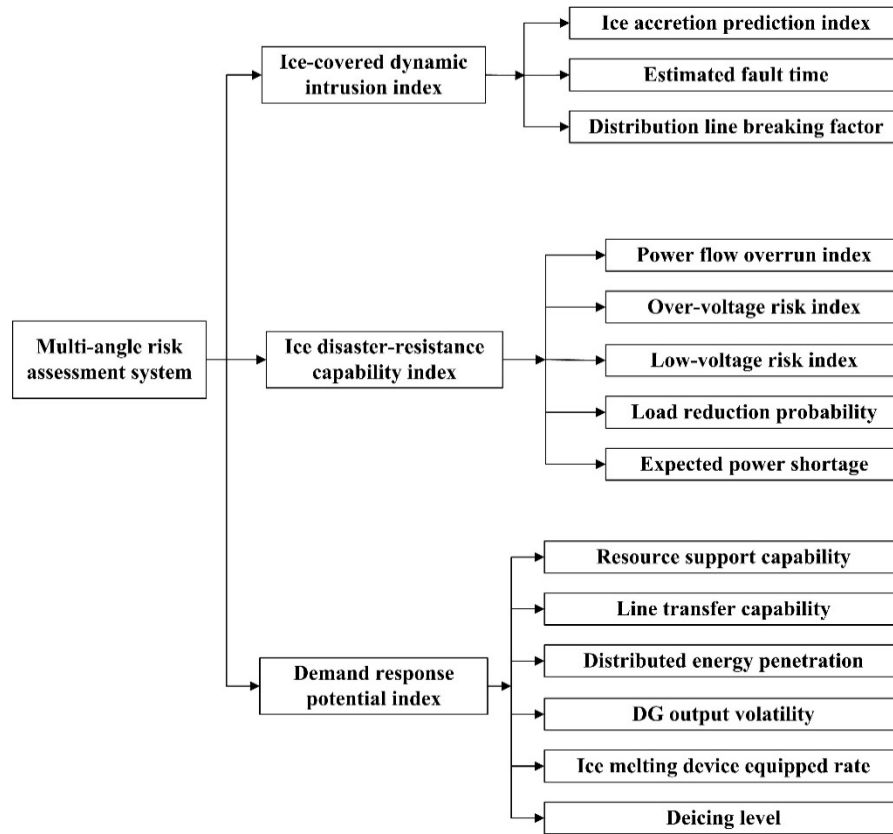 Multi-angle risk
assessment system
Ice-covered dynamic
intrusion index
Ice accretion prediction index
Estimated fault time
Distribution line breaking factor
Ice disaster-resistance
capability index
Power flow overrun index
Over-voltage risk index
Low-voltage risk index
Load reduction probability
Expected power shortage
Demand response
potential index
Resource support capability
Line transfer capability
Distributed energy penetration
DG output volatility
Ice melting device equipped rate
Deicing level